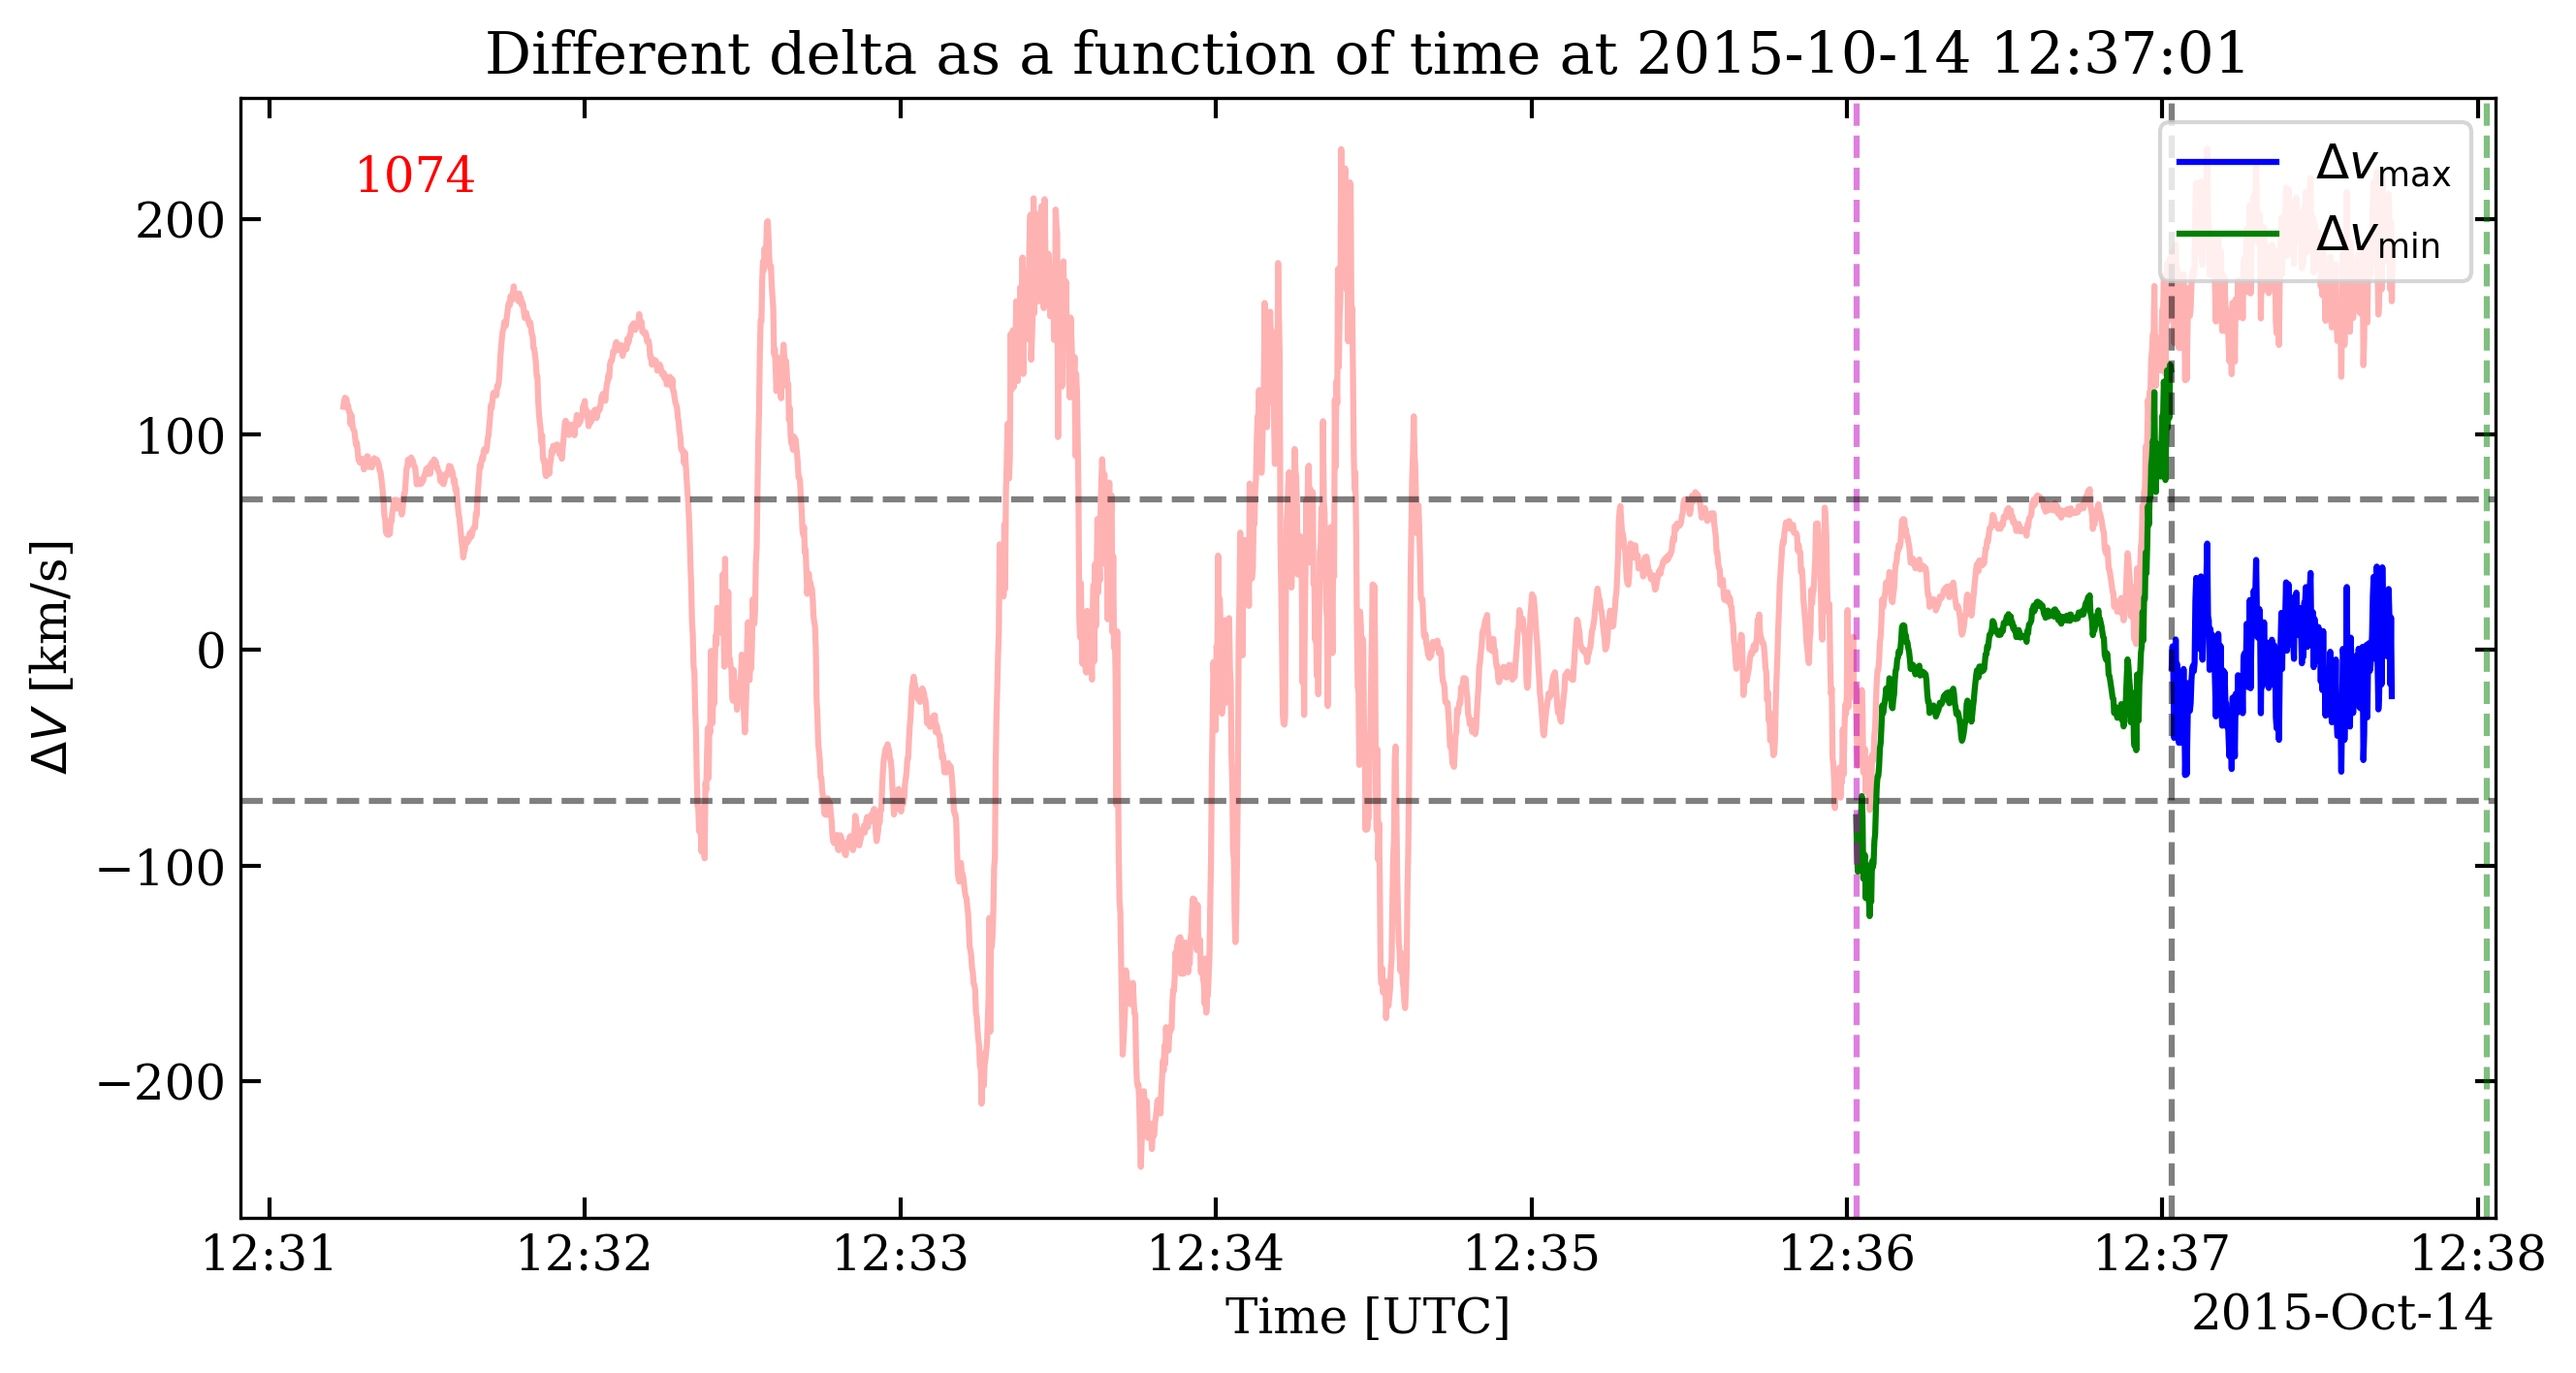 Different delta as a function of time at 2015-10-14 12:37:01
1074
Δv_max
Δv_min
ΔV [km/s]
200
100
0
−100
−200
12:31 12:32 12:33 12:34 12:35 12:36 12:37 12:38
Time [UTC]
2015-Oct-14